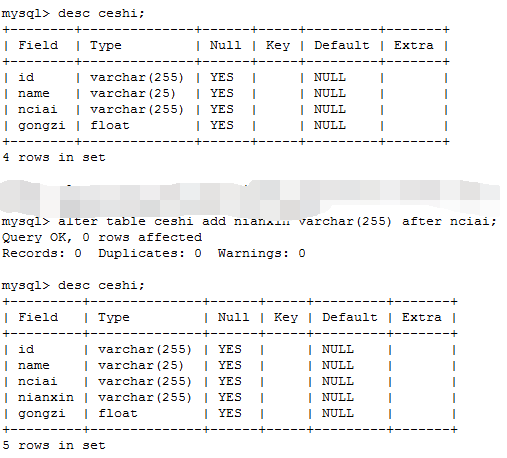 mysql> desc ceshi;
+---------+--------------+------+-----+---------+-------+
| Field  | Type         | Null | Key | Default | Extra |
+---------+--------------+------+-----+---------+-------+
| id     | varchar(255) | YES  |     | NULL    |       |
| name   | varchar(25)  | YES  |     | NULL    |       |
| nciai  | varchar(255) | YES  |     | NULL    |       |
| gongzi | float        | YES  |     | NULL    |       |
+---------+--------------+------+-----+---------+-------+
4 rows in set
mysql> alter table ceshi add nianxin varchar(255) after nciai;
Query OK, 0 rows affected
Records: 0  Duplicates: 0  Warnings: 0
mysql> desc ceshi;
+---------+--------------+------+-----+---------+-------+
| Field   | Type         | Null | Key | Default | Extra |
+---------+--------------+------+-----+---------+-------+
| id      | varchar(255) | YES  |     | NULL    |       |
| name    | varchar(25)  | YES  |     | NULL    |       |
| nciai   | varchar(255) | YES  |     | NULL    |       |
| nianxin | varchar(255) | YES  |     | NULL    |       |
| gongzi  | float        | YES  |     | NULL    |       |
+---------+--------------+------+-----+---------+-------+
5 rows in set